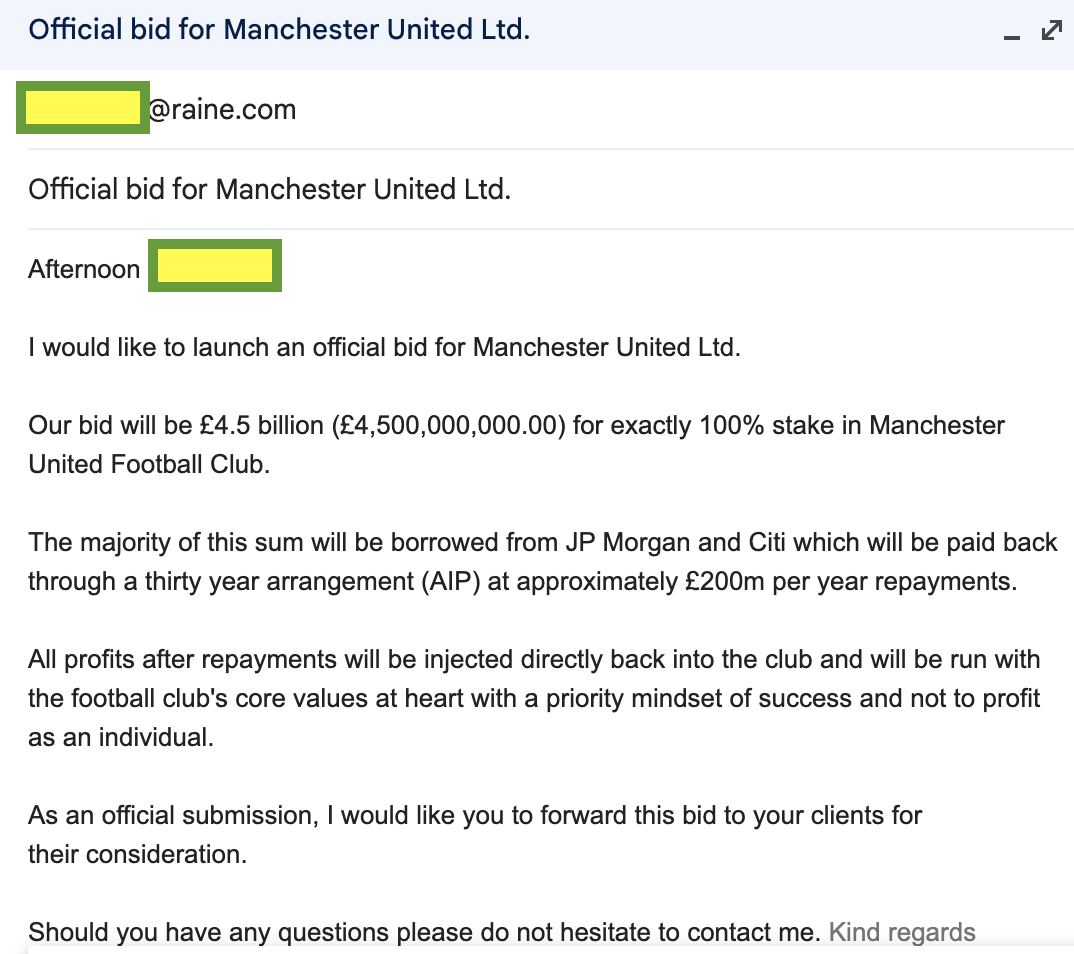 Official bid for Manchester United Ltd.
@raine.com
Official bid for Manchester United Ltd.
Afternoon
I would like to launch an official bid for Manchester United Ltd.
Our bid will be £4.5 billion (£4,500,000,000.00) for exactly 100% stake in Manchester
United Football Club.
The majority of this sum will be borrowed from JP Morgan and Citi which will be paid back
through a thirty year arrangement (AIP) at approximately £200m per year repayments.
All profits after repayments will be injected directly back into the club and will be run with
the football club's core values at heart with a priority mindset of success and not to profit
as an individual.
As an official submission, I would like you to forward this bid to your clients for
their consideration.
Should you have any questions please do not hesitate to contact me. Kind regards